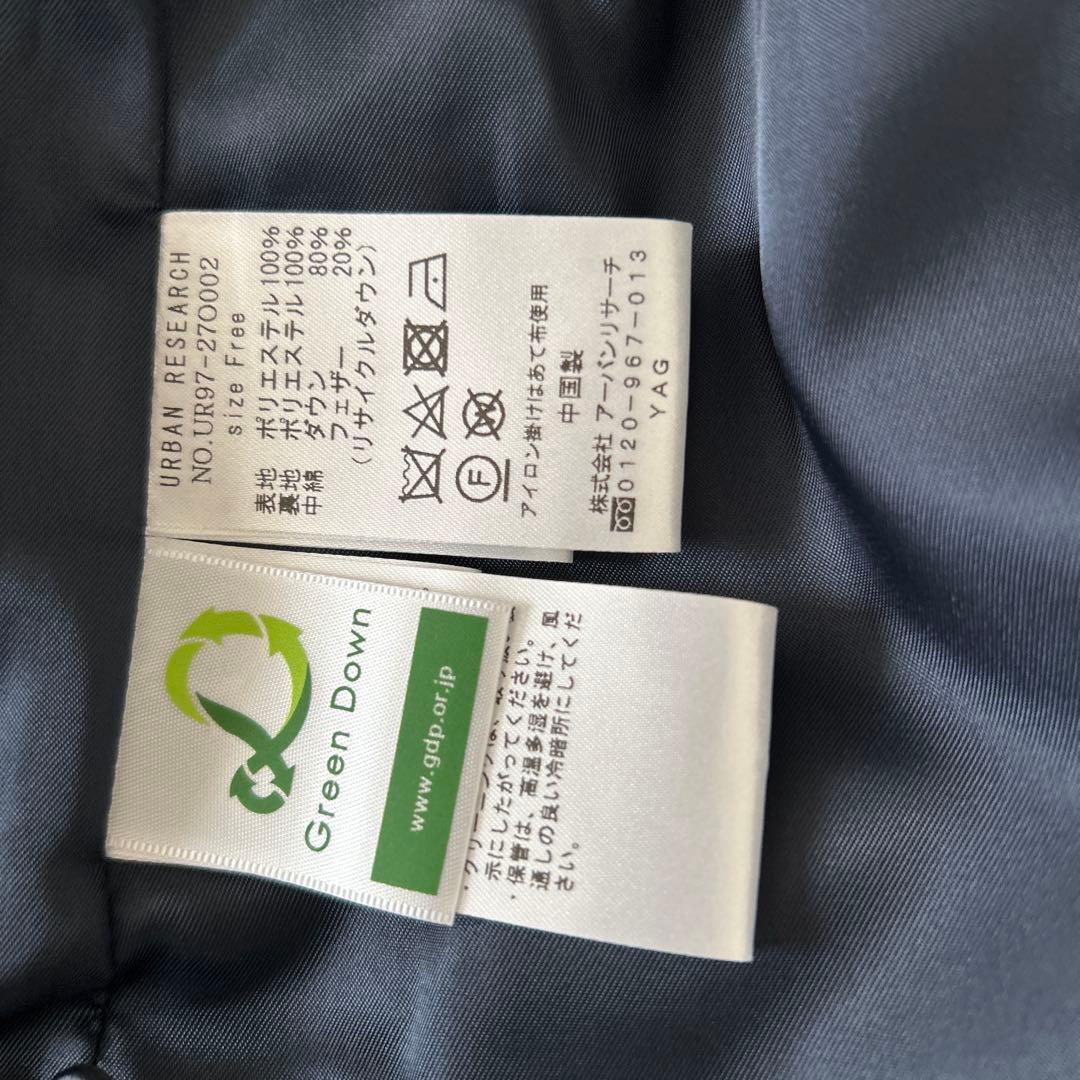 URBAN RESEARCH
NO.UR97-270002
size Free
表地 ポリエステル100%
裏地 ポリエステル100%
中綿 ダウン 80%
フェザー 20%
(リサイクルダウン)
F
W
アイロン掛けはあて布使用
中国製
株式会社 アーバンリサーチ
0120-967-013
YAG
Green Down
www.gdp.or.jp
示にしたがってください。
・保管は、高温多湿を避け、風
通しの良い冷暗所にしてくだ
さい。